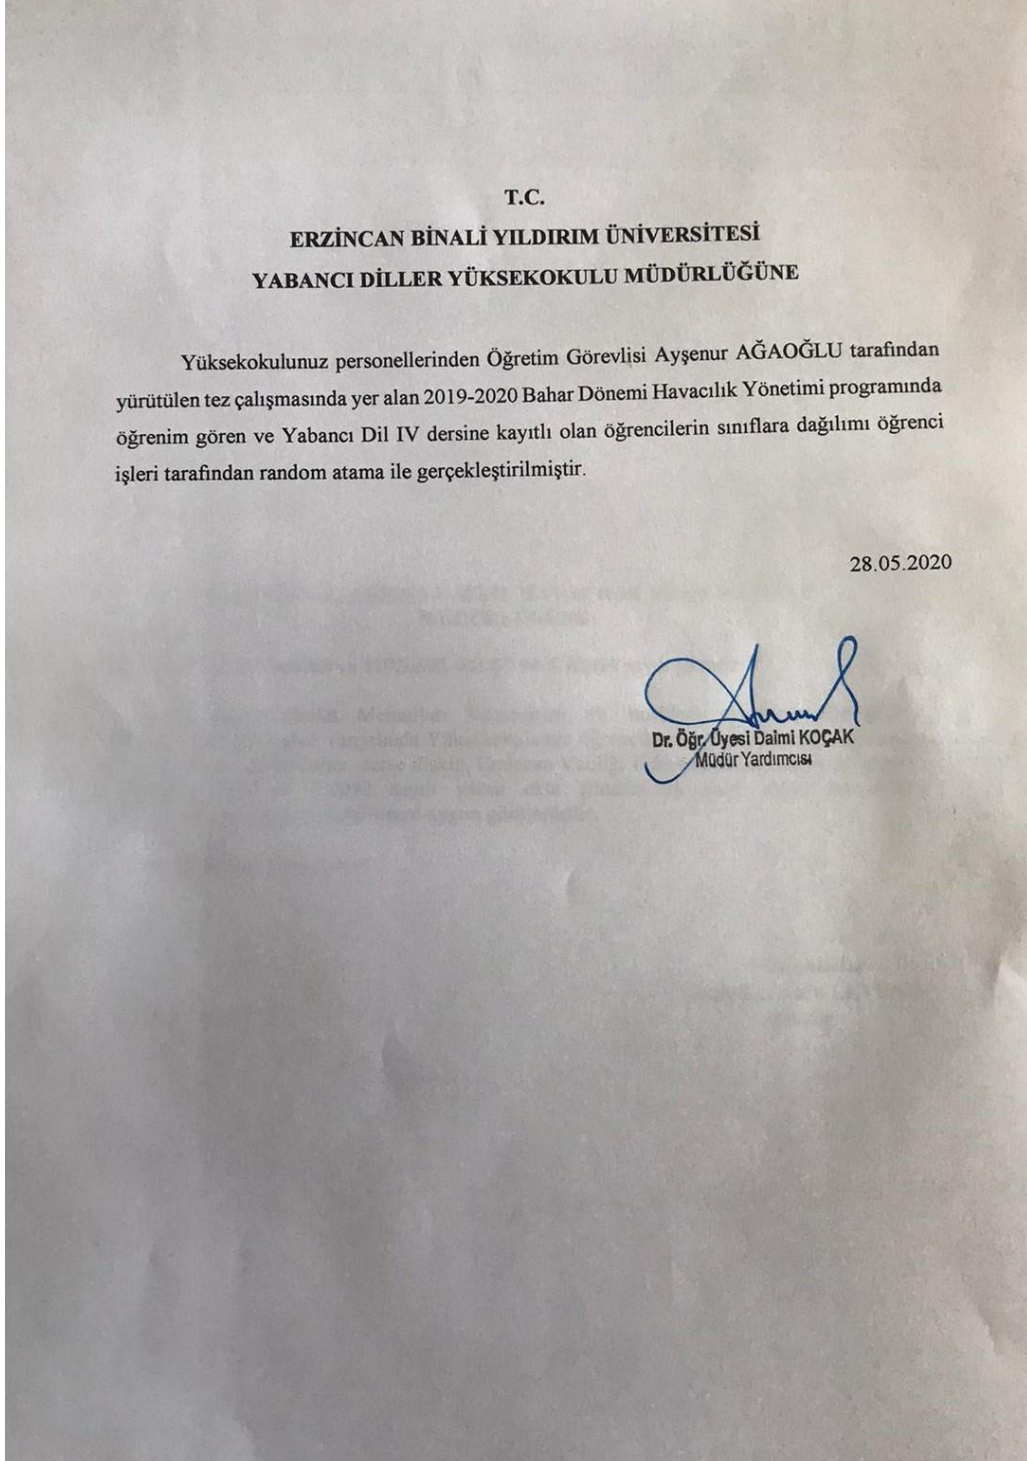 T.C.
ERZİNCAN BİNALİ YILDIRIM ÜNİVERSİTESİ
YABANCI DİLLER YÜKSEKOKULU MÜDÜRLÜĞÜNE
Yüksekokulunuz personellerinden Öğretim Görevlisi Ayşenur AĞAOĞLU tarafından
yürütülen tez çalışmasında yer alan 2019-2020 Bahar Dönemi Havacılık Yönetimi programında
öğrenim gören ve Yabancı Dil IV dersine kayıtlı olan öğrencilerin sınıflara dağılımı öğrenci
işleri tarafından random atama ile gerçekleştirilmiştir.
28.05.2020
Dr. Öğr. Üyesi Daimi KOÇAK
Müdür Yardımcısı